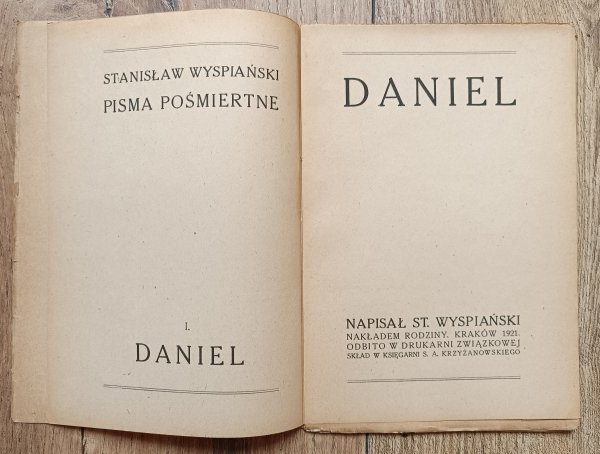 STANISŁAW WYSPIAŃSKI
PISMA POŚMIERTNE
I.
DANIEL
DANIEL
NAPISAŁ ST. WYSPIAŃSKI
NAKŁADEM RODZINY. KRAKÓW 1921.
ODBITO W DRUKARNI ZWIĄZKOWEJ
SKŁAD W KSIĘGARNI S. A. KRZYŻANOWSKIEGO